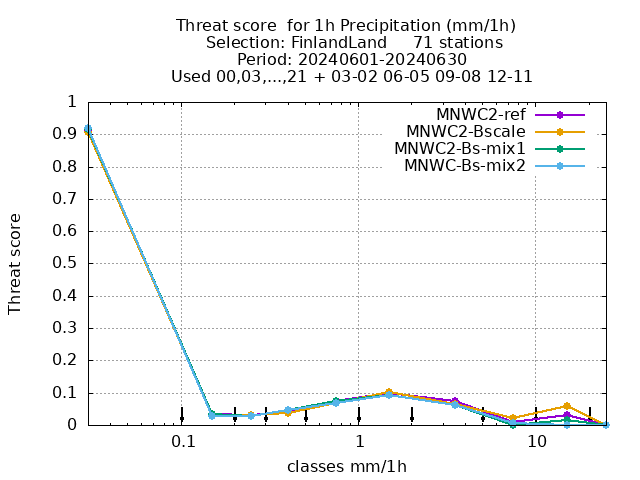 Threat score  for 1h Precipitation (mm/1h)
Selection: FinlandLand     71 stations
Period: 20240601-20240630
Used 00,03,...,21 + 03-02 06-05 09-08 12-11
MNWC2-ref
MNWC2-Bscale
MNWC2-Bs-mix1
MNWC-Bs-mix2
Threat score
1
0.9
0.8
0.7
0.6
0.5
0.4
0.3
0.2
0.1
0
0.1 1 10
classes mm/1h